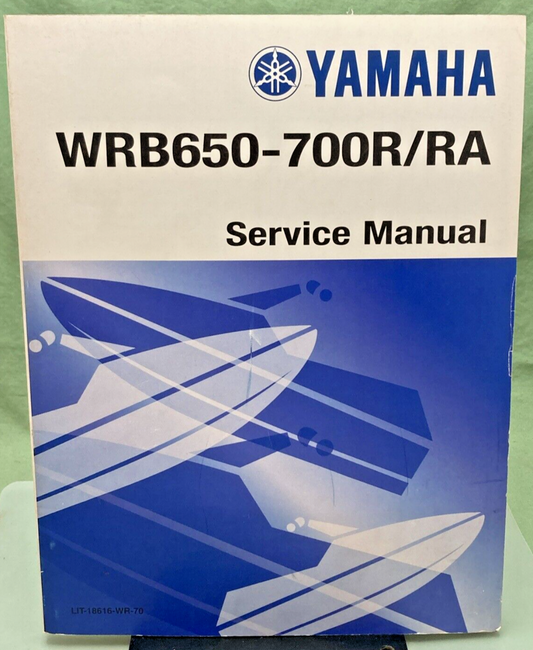 YAMAHA
WRB650-700R/RA
Service Manual
LIT-18616-WR-70